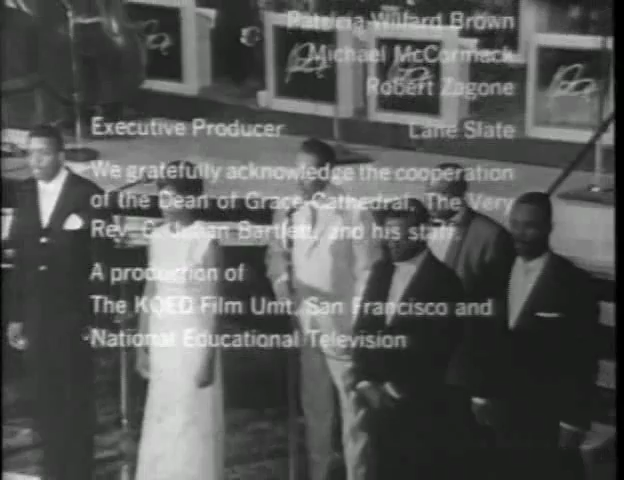 Patricia Willard Brown
Michael McCormack
Robert Zagone
Executive Producer Lane Slate
We gratefully acknowledge the cooperation
of the Dean of Grace Cathedral, The Very
Rev. C. Julian Bartlett, and his staff.
A production of
The KQED Film Unit, San Francisco and
National Educational Television